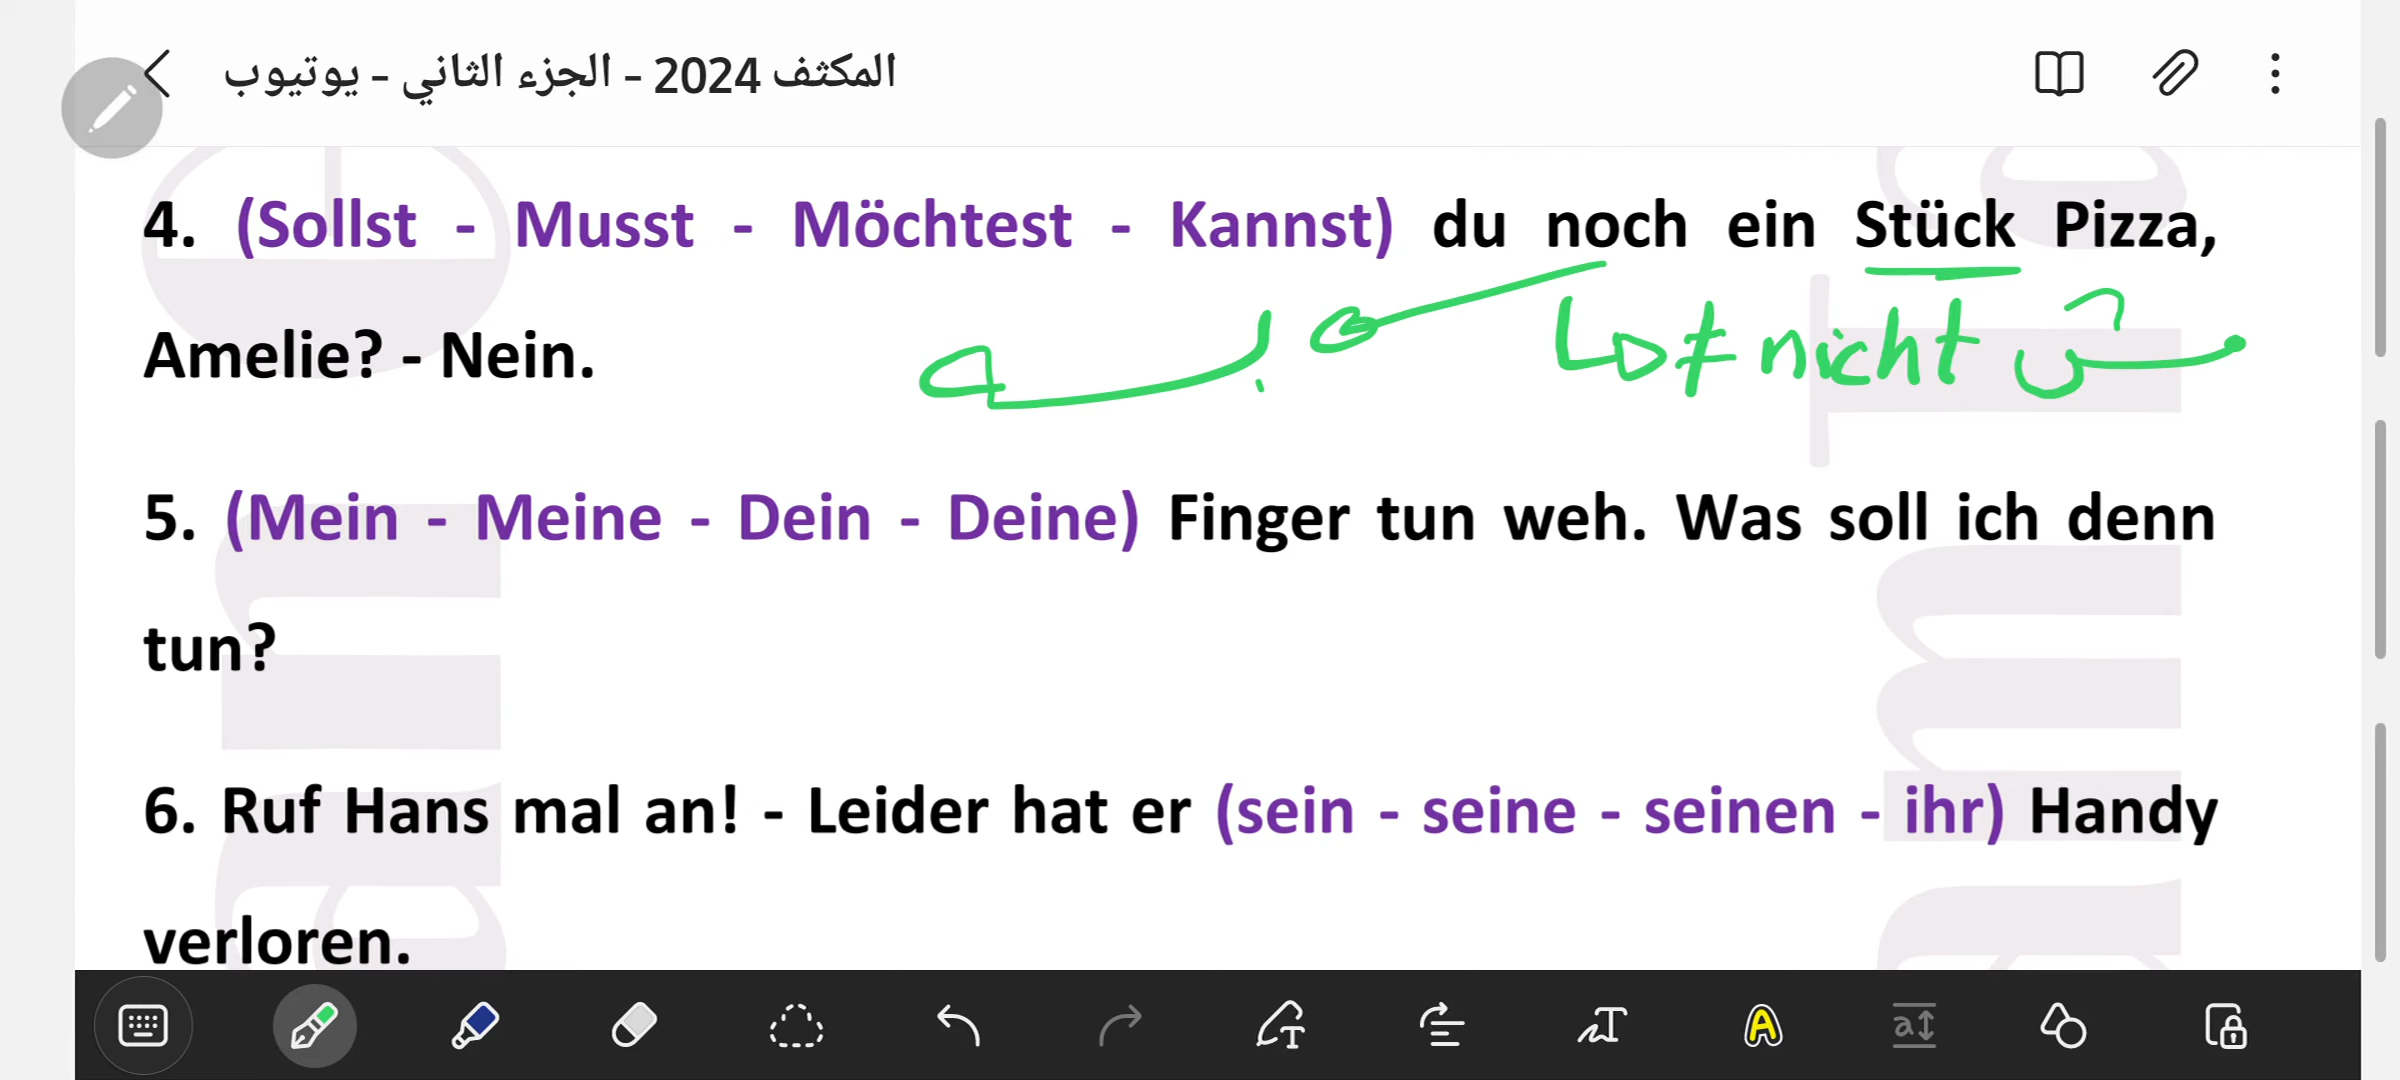 المكثف 2024 - الجزء الثاني - يوتيوب
4. (Sollst - Musst - Möchtest - Kannst) du noch ein Stück Pizza,
Amelie? - Nein.
nicht مش
5. (Mein - Meine - Dein - Deine) Finger tun weh. Was soll ich denn
tun?
6. Ruf Hans mal an! - Leider hat er (sein - seine - seinen - ihr) Handy
verloren.